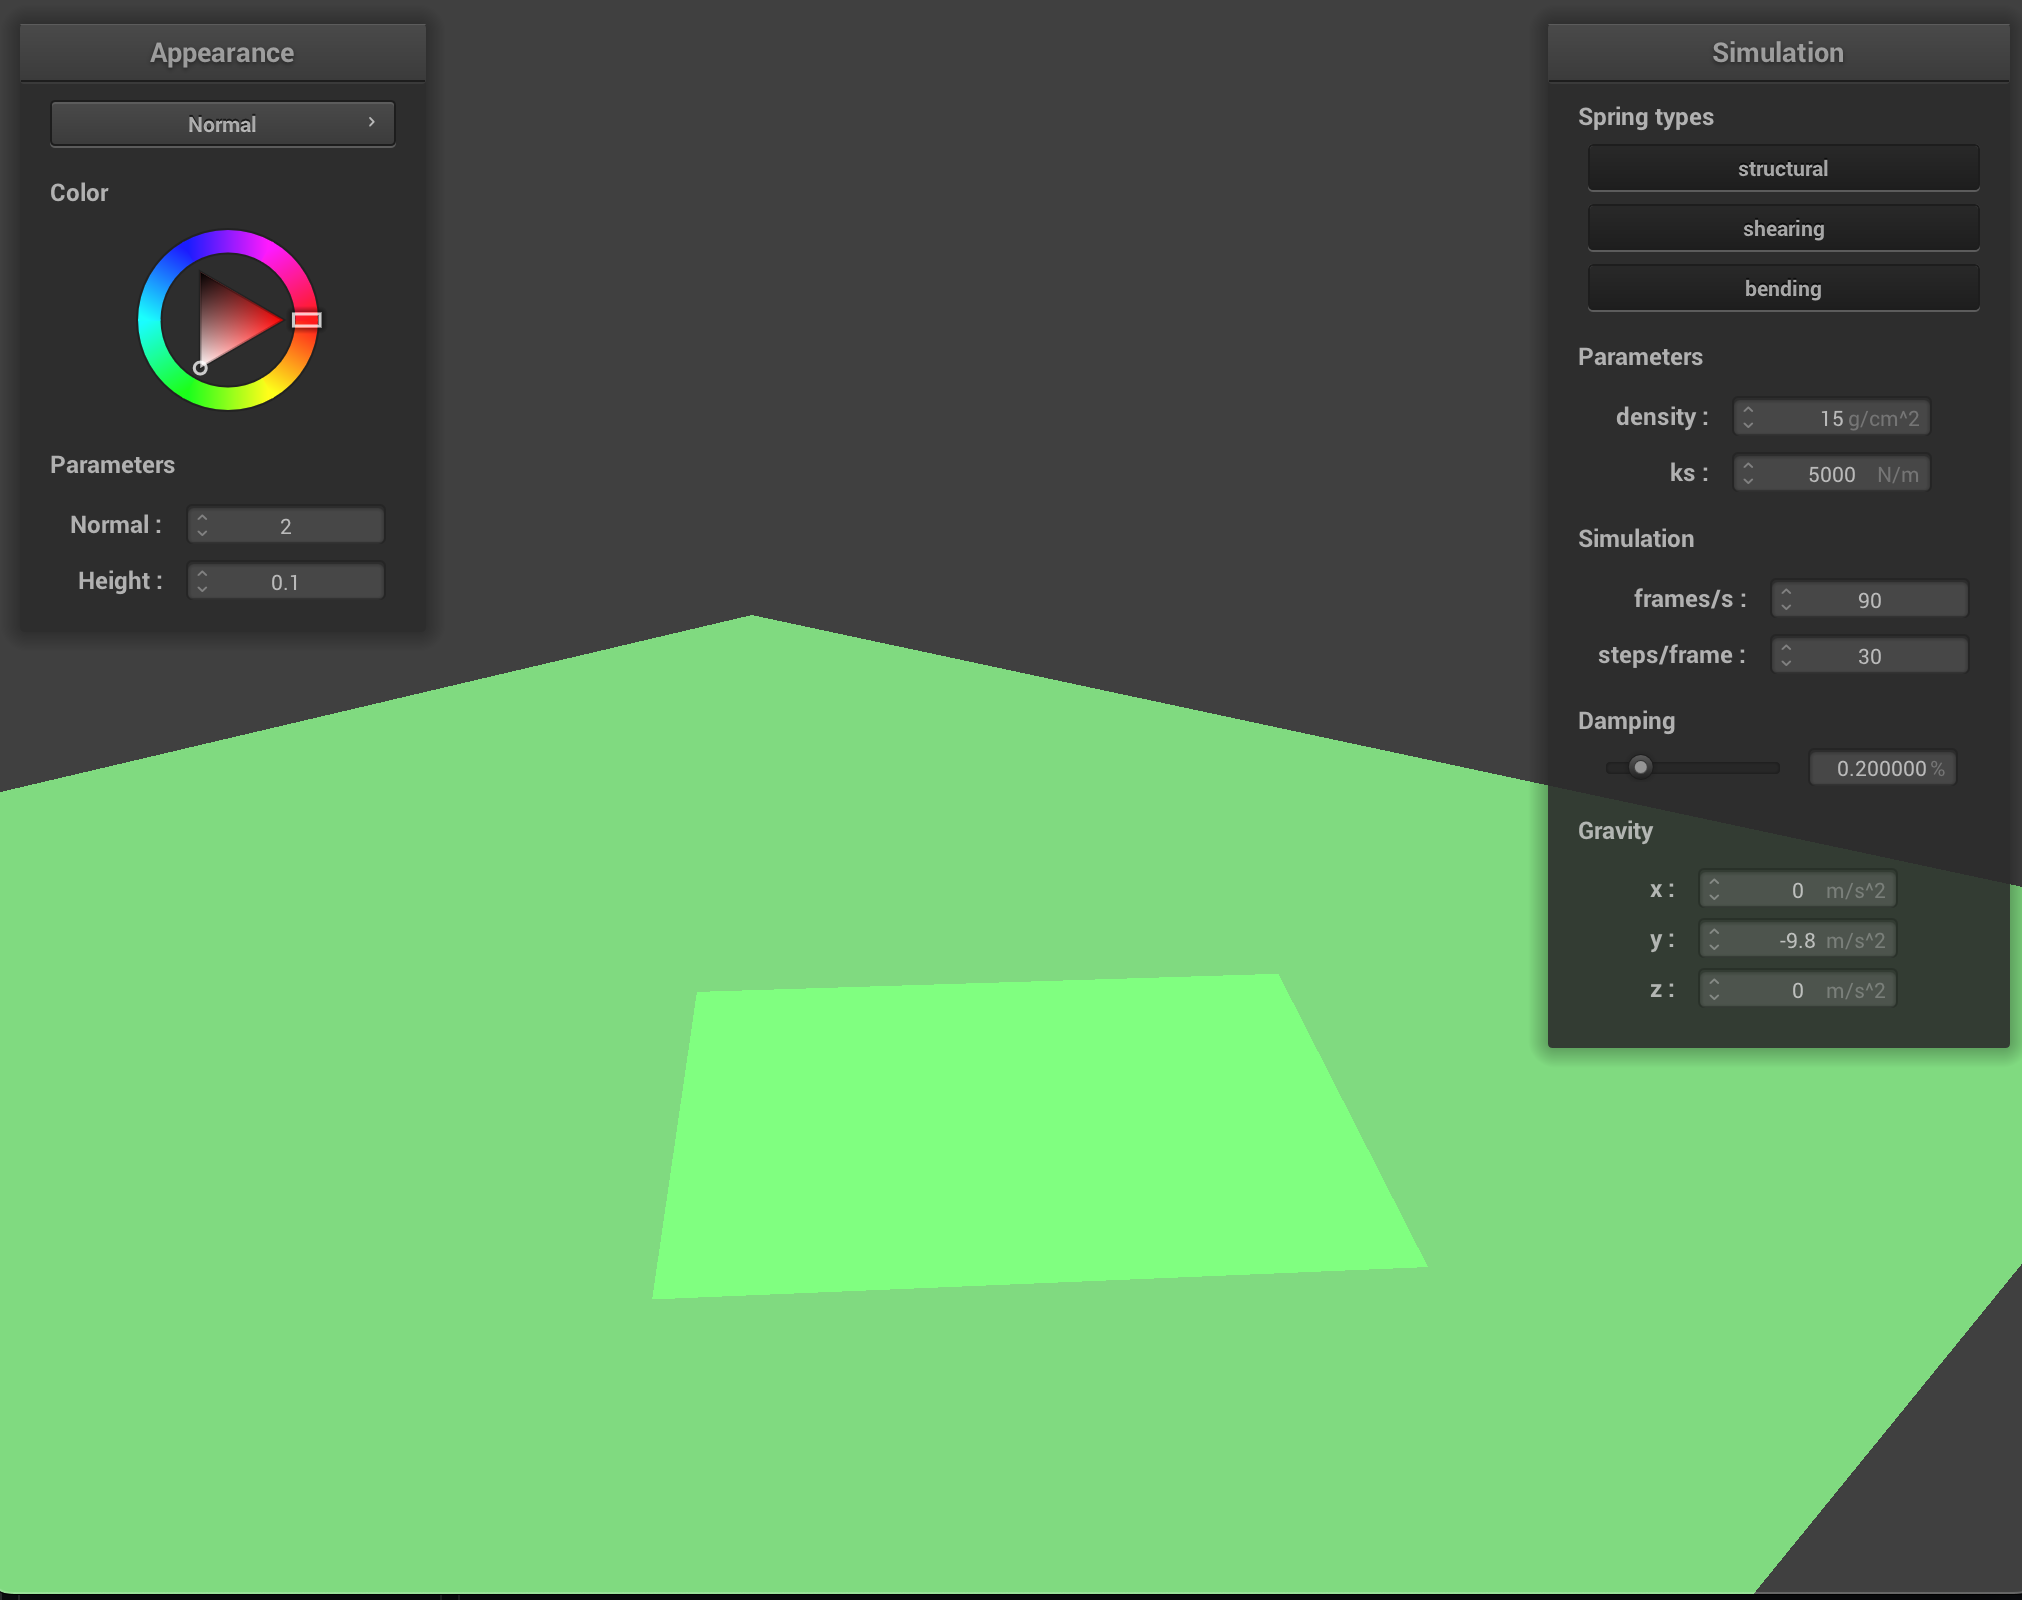 Appearance
Normal
Color
Parameters
Normal : 2
Height : 0.1
Simulation
Spring types
structural
shearing
bending
Parameters
density : 15 g/cm^2
ks : 5000 N/m
Simulation
frames/s : 90
steps/frame : 30
Damping
0.200000 %
Gravity
x : 0 m/s^2
y : -9.8 m/s^2
z : 0 m/s^2